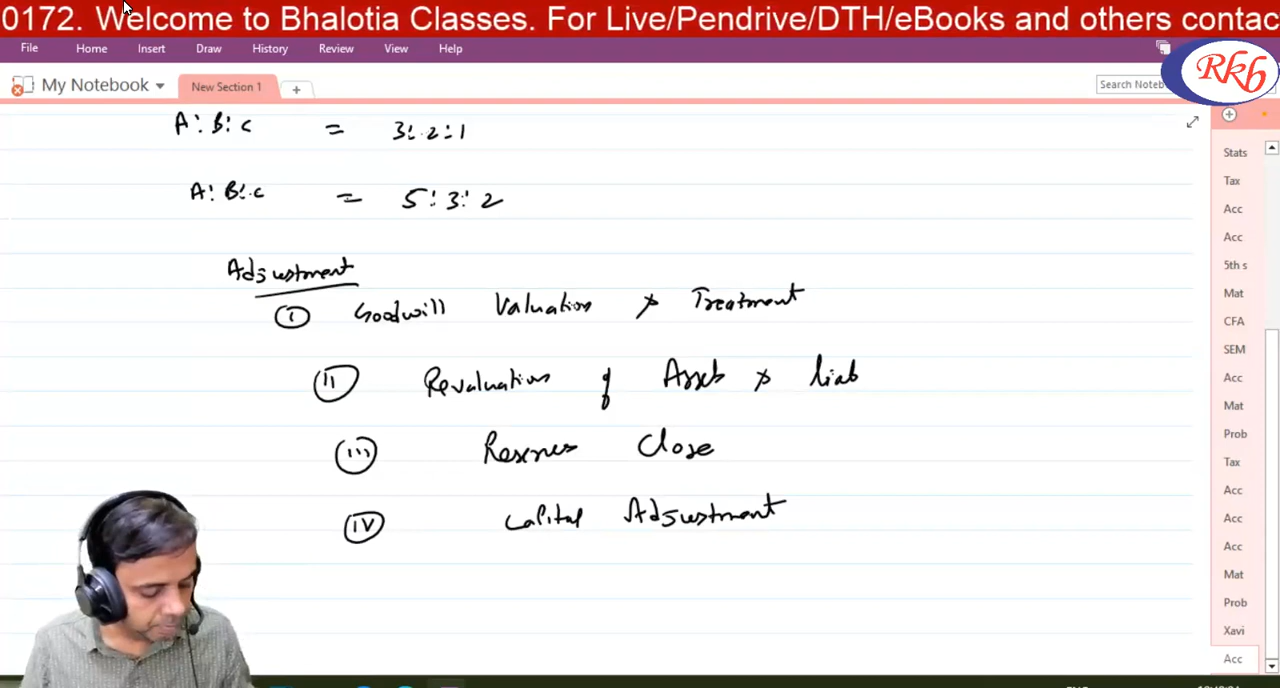 0172. Welcome to Bhalotia Classes. For Live/Pendrive/DTH/eBooks and others contac
File Home Insert Draw History Review View Help
Rkb
My Notebook New Section 1 + Search Noteb
A:B:C = 3:2:1
A:B:C = 5:3:2
Adjustment
(i) Goodwill Valuation & Treatment
(ii) Revaluation of Asset & liab
(iii) Reserves Close
(iv) Capital Adjustment
Stats
Tax
Acc
Acc
5th s
Mat
CFA
SEM
Acc
Mat
Prob
Tax
Acc
Acc
Acc
Mat
Prob
Xavi
Acc